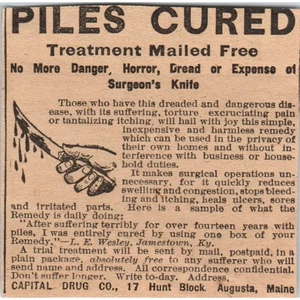 PILES CURED
Treatment Mailed Free
No More Danger, Horror, Dread or Expense of
Surgeon's Knife
Those who have this dreaded and dangerous dis-
ease, with its suffering, torture, excruciating pain
or tantalizing itching, will hail with joy this simple,
inexpensive and harmless remedy
which can be used in the privacy of
their own homes and without in-
terference with business or house-
hold duties.
It makes surgical operations un-
necessary, for it quickly reduces
swelling and congestion, stops bleed-
ing and itching, heals ulcers, sores
and irritated parts. Here is a sample of what the
Remedy is daily doing:
"After suffering terribly for over fourteen years with
piles, I was entirely cured by using one box of your
Remedy,"—L. E. Wesley, Jamestown, Ky.
A trial treatment will be sent by mail, postpaid, in a
plain package, absolutely free to any sufferer who will
send name and address. All correspondence confidential.
Don't suffer longer. Write to-day. Address.
CAPITAL DRUG CO., 17 Hunt Block, Augusta, Maine